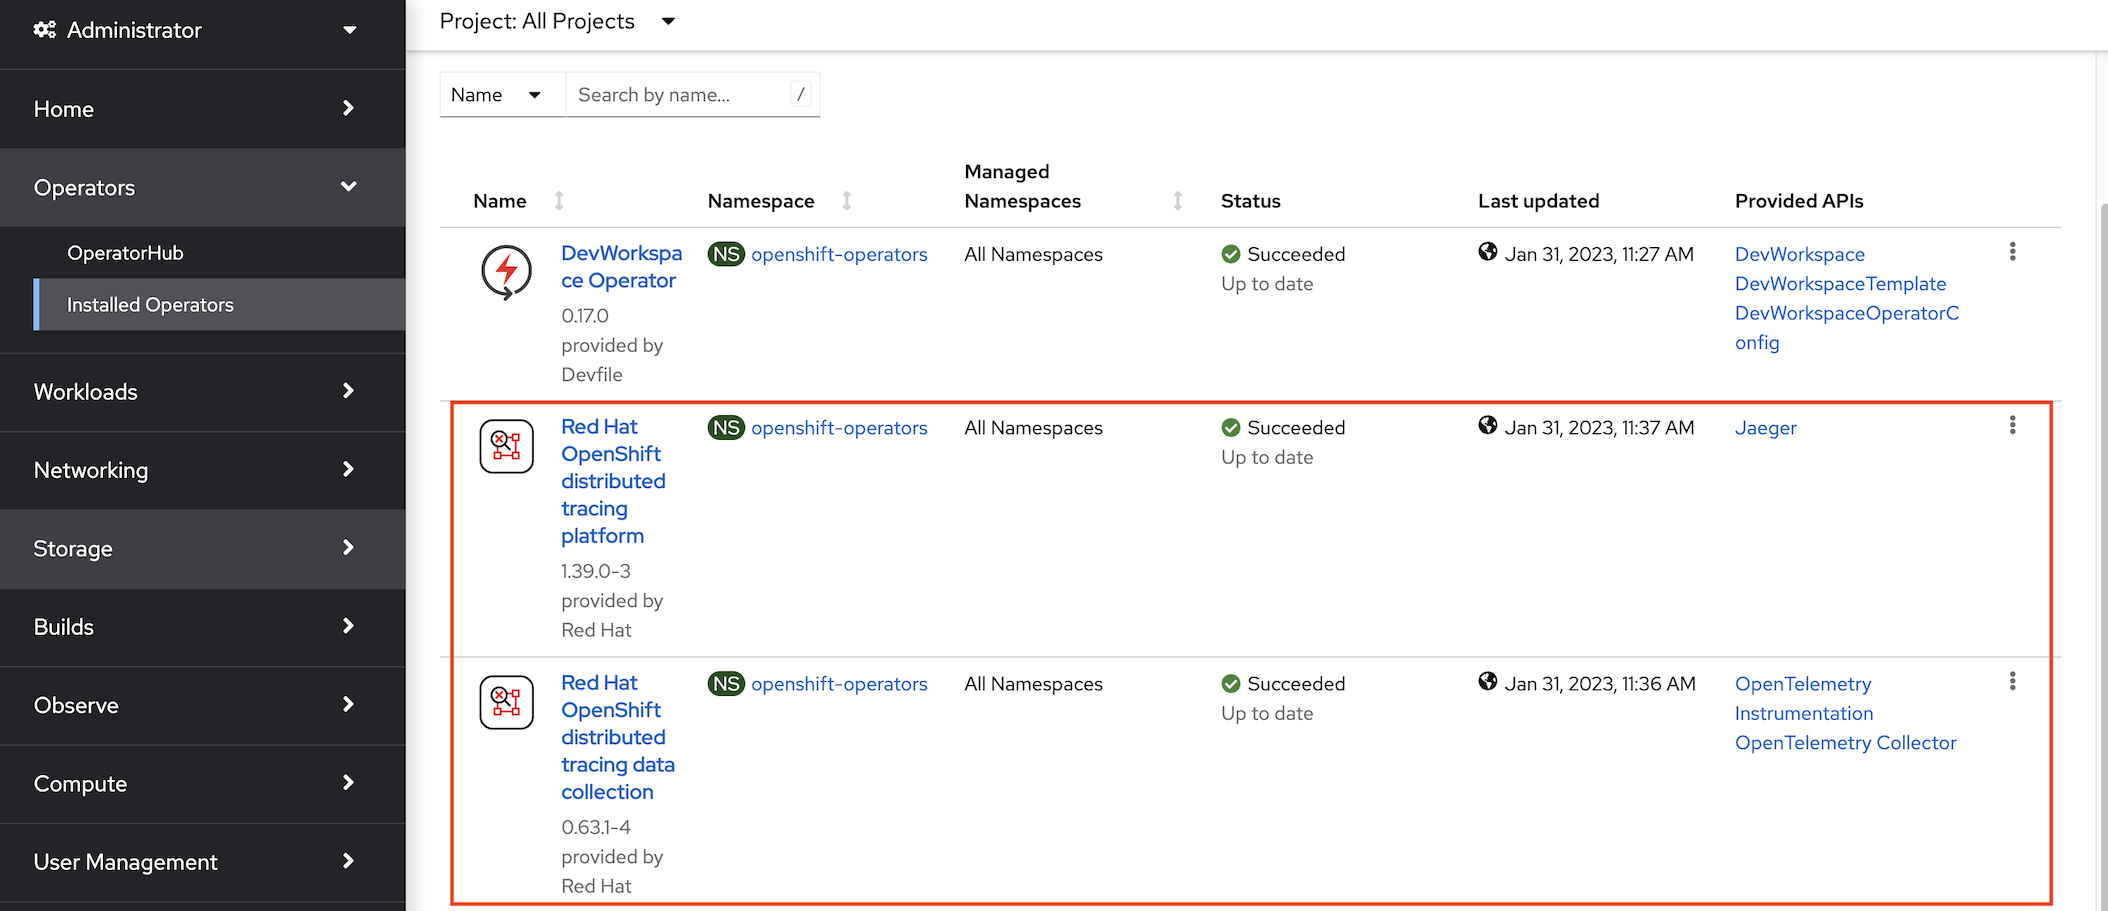 Administrator
Home
Operators
OperatorHub
Installed Operators
Workloads
Networking
Storage
Builds
Observe
Compute
User Management
Project: All Projects
Name
Search by name...
/
Name
Namespace
Managed
Namespaces
Status
Last updated
Provided APIs
DevWorkspa
ce Operator
0.17.0
provided by
Devfile
NS openshift-operators
All Namespaces
Succeeded
Up to date
Jan 31, 2023, 11:27 AM
DevWorkspace
DevWorkspaceTemplate
DevWorkspaceOperatorC
onfig
Red Hat
OpenShift
distributed
tracing
platform
1.39.0-3
provided by
Red Hat
NS openshift-operators
All Namespaces
Succeeded
Up to date
Jan 31, 2023, 11:37 AM
Jaeger
Red Hat
OpenShift
distributed
tracing data
collection
0.63.1-4
provided by
Red Hat
NS openshift-operators
All Namespaces
Succeeded
Up to date
Jan 31, 2023, 11:36 AM
OpenTelemetry
Instrumentation
OpenTelemetry Collector